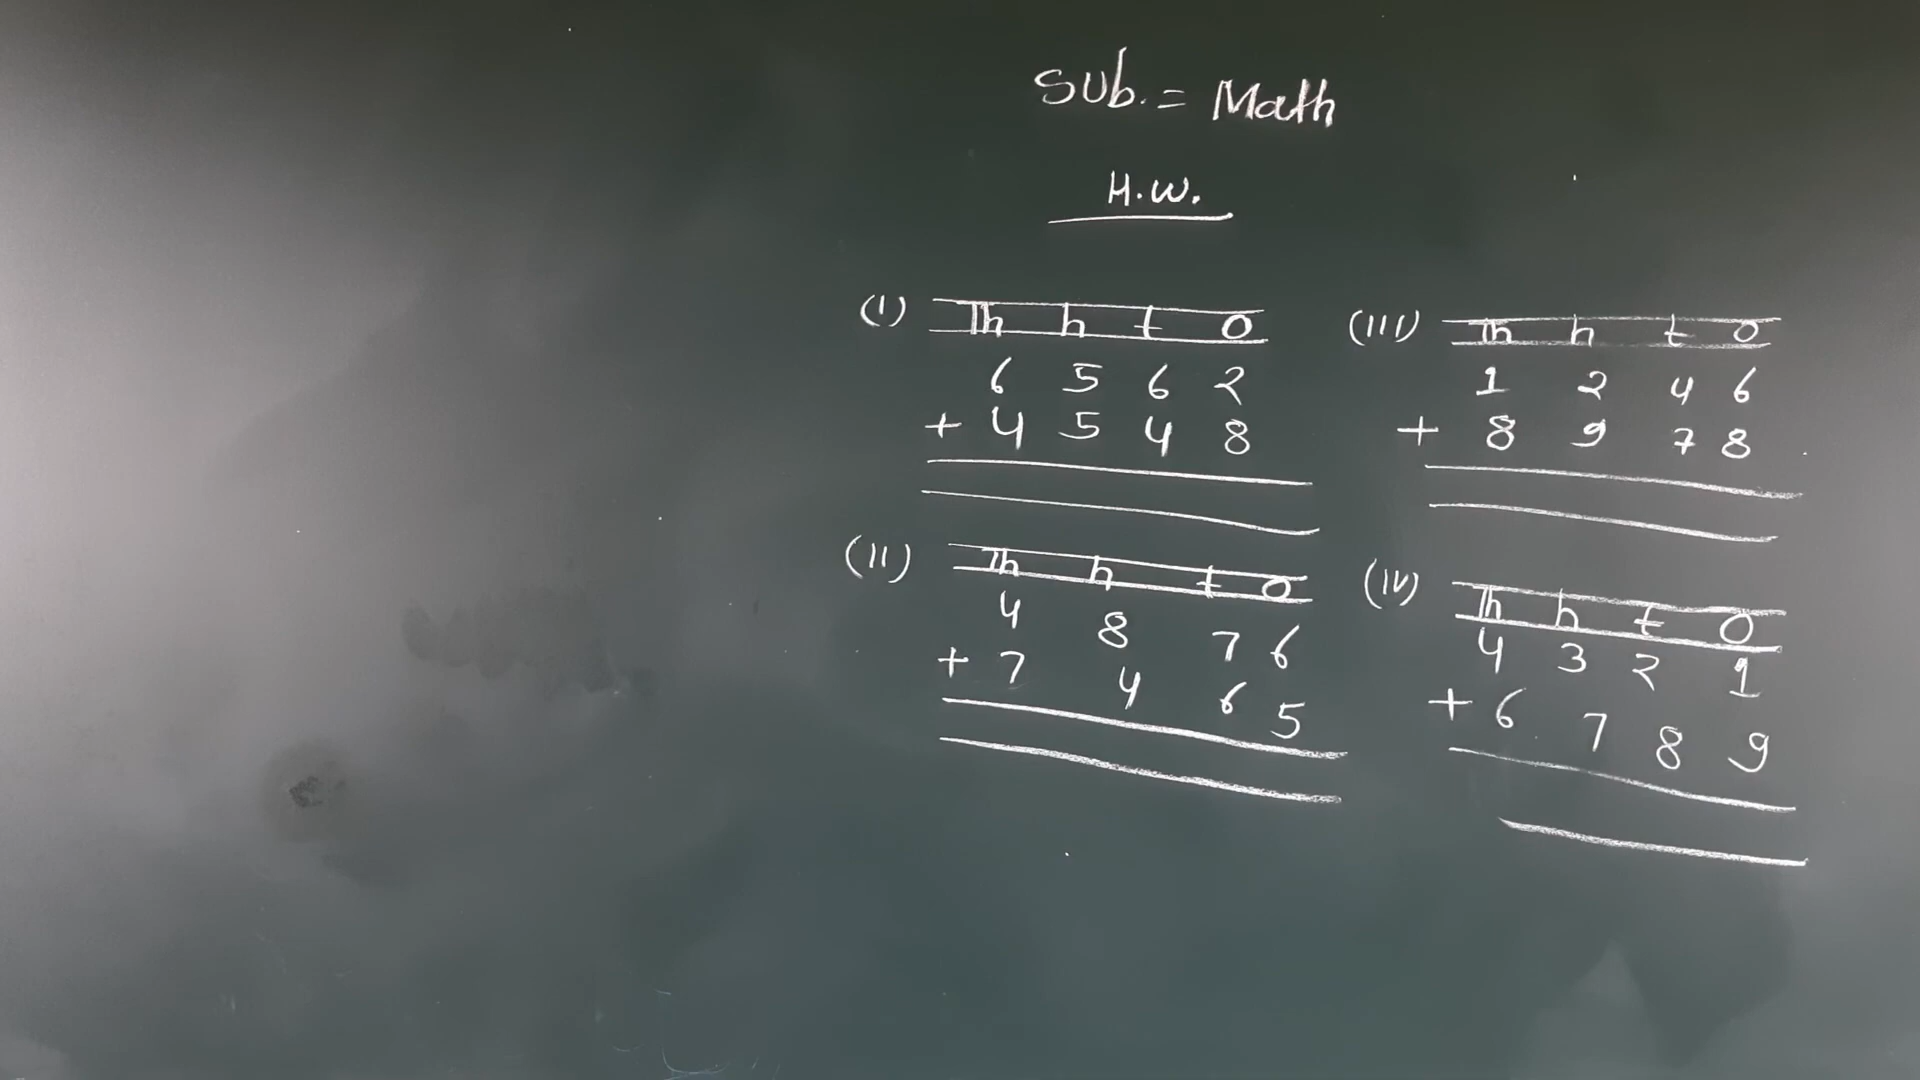 Sub. = Math
H.W.
(I) Th h t O
6 5 6 2
+ 4 5 4 8
(II) Th h t O
4 8 7 6
+ 7 4 6 5
(III) Th h t O
1 2 4 6
+ 8 9 7 8
(IV) Th h t O
4 3 2 1
+ 6 7 8 9